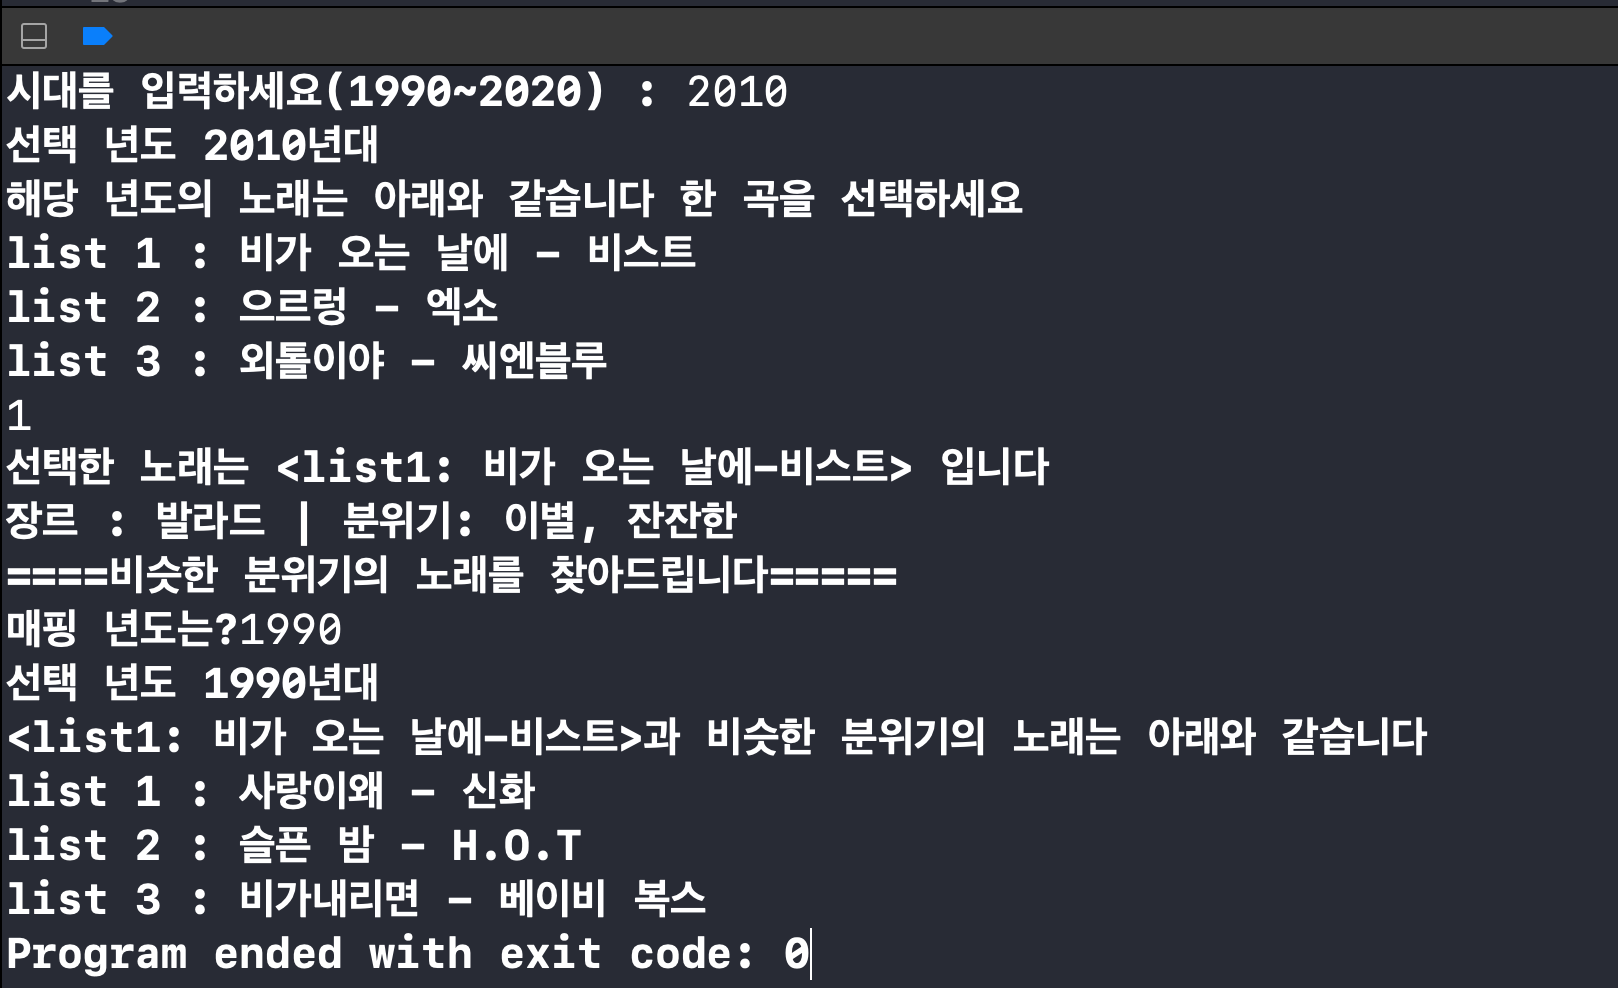 시대를 입력하세요(1990~2020) : 2010
선택 년도 2010년대
해당 년도의 노래는 아래와 같습니다 한 곡을 선택하세요
list 1 : 비가 오는 날에 - 비스트
list 2 : 으르렁 - 엑소
list 3 : 외톨이야 - 씨엔블루
1
선택한 노래는 <list1: 비가 오는 날에-비스트> 입니다
장르 : 발라드 | 분위기: 이별, 잔잔한
====비슷한 분위기의 노래를 찾아드립니다=====
매핑 년도는?1990
선택 년도 1990년대
<list1: 비가 오는 날에-비스트>과 비슷한 분위기의 노래는 아래와 같습니다
list 1 : 사랑이왜 - 신화
list 2 : 슬픈 밤 - H.O.T
list 3 : 비가내리면 - 베이비 복스
Program ended with exit code: 0